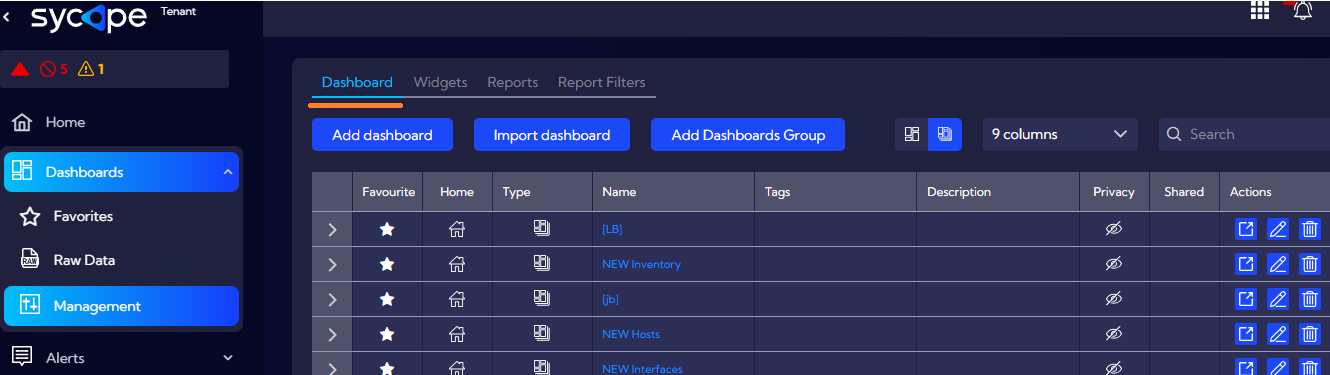 sycope Tenant
5 1
Home
Dashboards
Favorites
RAW Raw Data
Management
Alerts
Dashboard Widgets Reports Report Filters
Add dashboard Import dashboard Add Dashboards Group 9 columns Search
Favourite Home Type Name Tags Description Privacy Shared Actions
[LB]
NEW Inventory
[jb]
NEW Hosts
NEW Interfaces